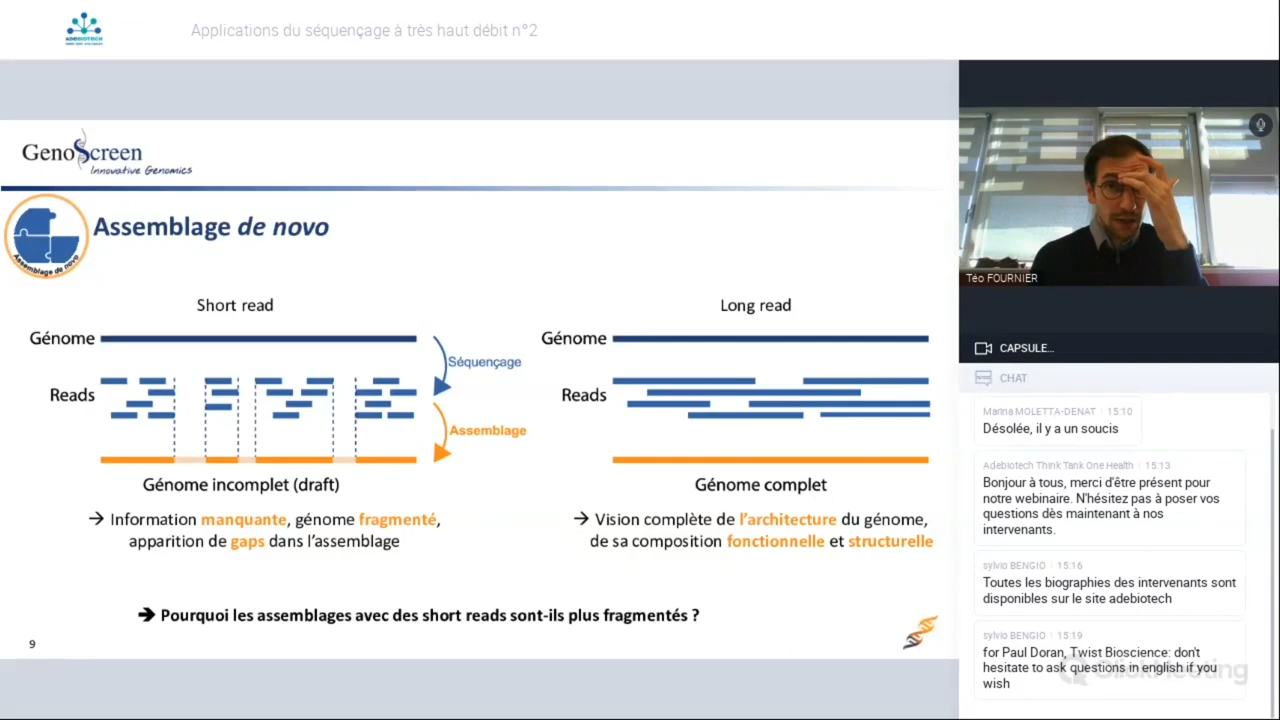 ADEBIOTECH
Applications du séquençage à très haut débit n°2
GenoScreen
Innovative Genomics
Assemblage de novo
Assemblage de novo
Short read
Génome
Séquençage
Reads
Assemblage
Génome incomplet (draft)
→ Information manquante, génome fragmenté,
apparition de gaps dans l'assemblage
Long read
Génome
Reads
Génome complet
→ Vision complète de l'architecture du génome,
de sa composition fonctionnelle et structurelle
➔ Pourquoi les assemblages avec des short reads sont-ils plus fragmentés ?
9
Téo FOURNIER
CAPSULE...
CHAT
Marina MOLETTA-DENAT 15:10
Désolée, il y a un soucis
Adebiotech Think Tank One Health 15:13
Bonjour à tous, merci d'être présent pour
notre webinaire. N'hésitez pas à poser vos
questions dès maintenant à nos
intervenants.
sylvio BENGIO 15:16
Toutes les biographies des intervenants sont
disponibles sur le site adebiotech
sylvio BENGIO 15:19
for Paul Doran, Twist Bioscience: don't
hesitate to ask questions in english if you
wish
ClickMeeting